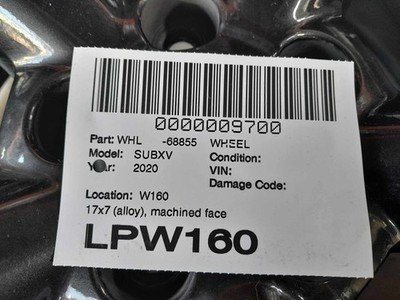 0000009700
Part: WHL -68855 WHEEL
Model: SUBXV Condition:
Year: 2020 VIN:
Damage Code:
Location: W160
17x7 (alloy), machined face
LPW160